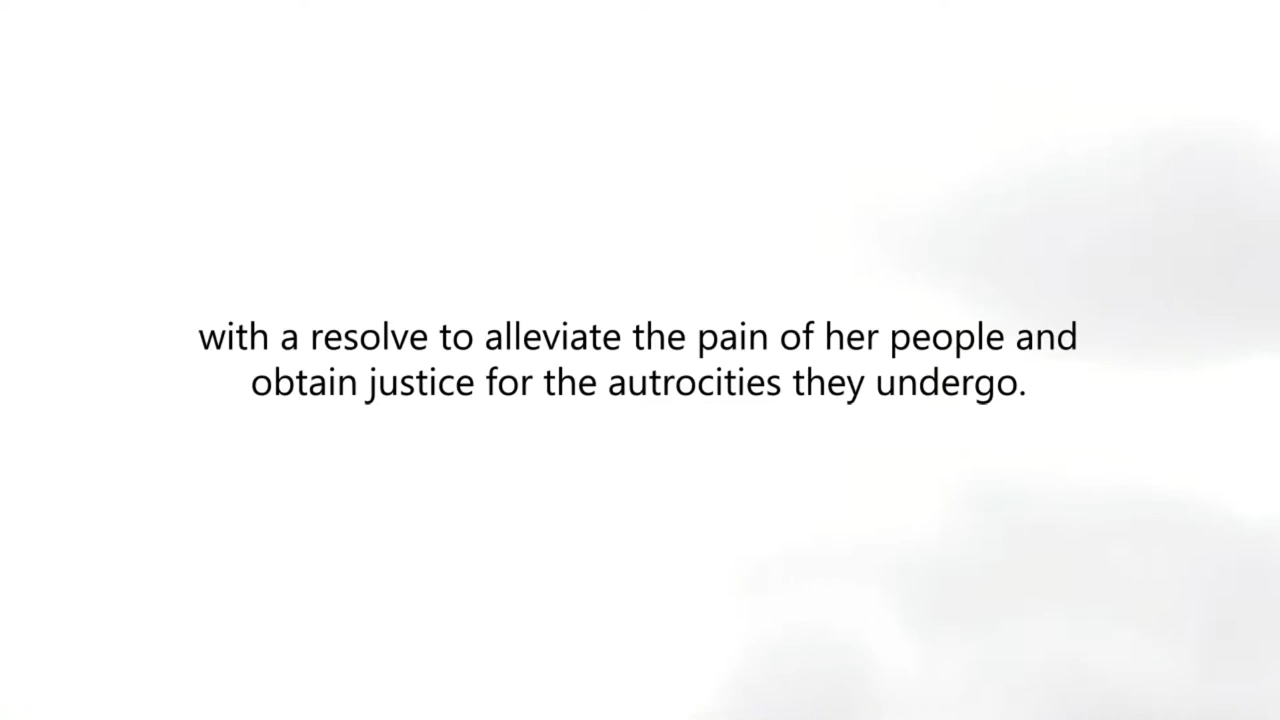 with a resolve to alleviate the pain of her people and
obtain justice for the autrocities they undergo.